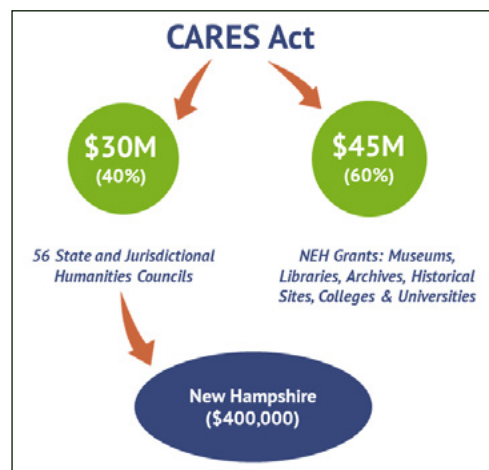 CARES Act
$30M
(40%)
$45M
(60%)
56 State and Jurisdictional
Humanities Councils
NEH Grants: Museums,
Libraries, Archives, Historical
Sites, Colleges & Universities
New Hampshire
($400,000)